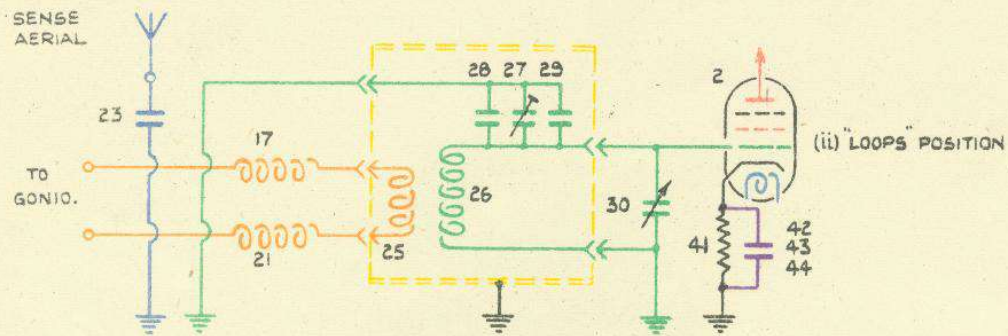 SENSE
AERIAL
23
17
28 27 29
2
(ii) "LOOPS" POSITION
TO
GONIO.
26
30
21
25
41
42
43
44